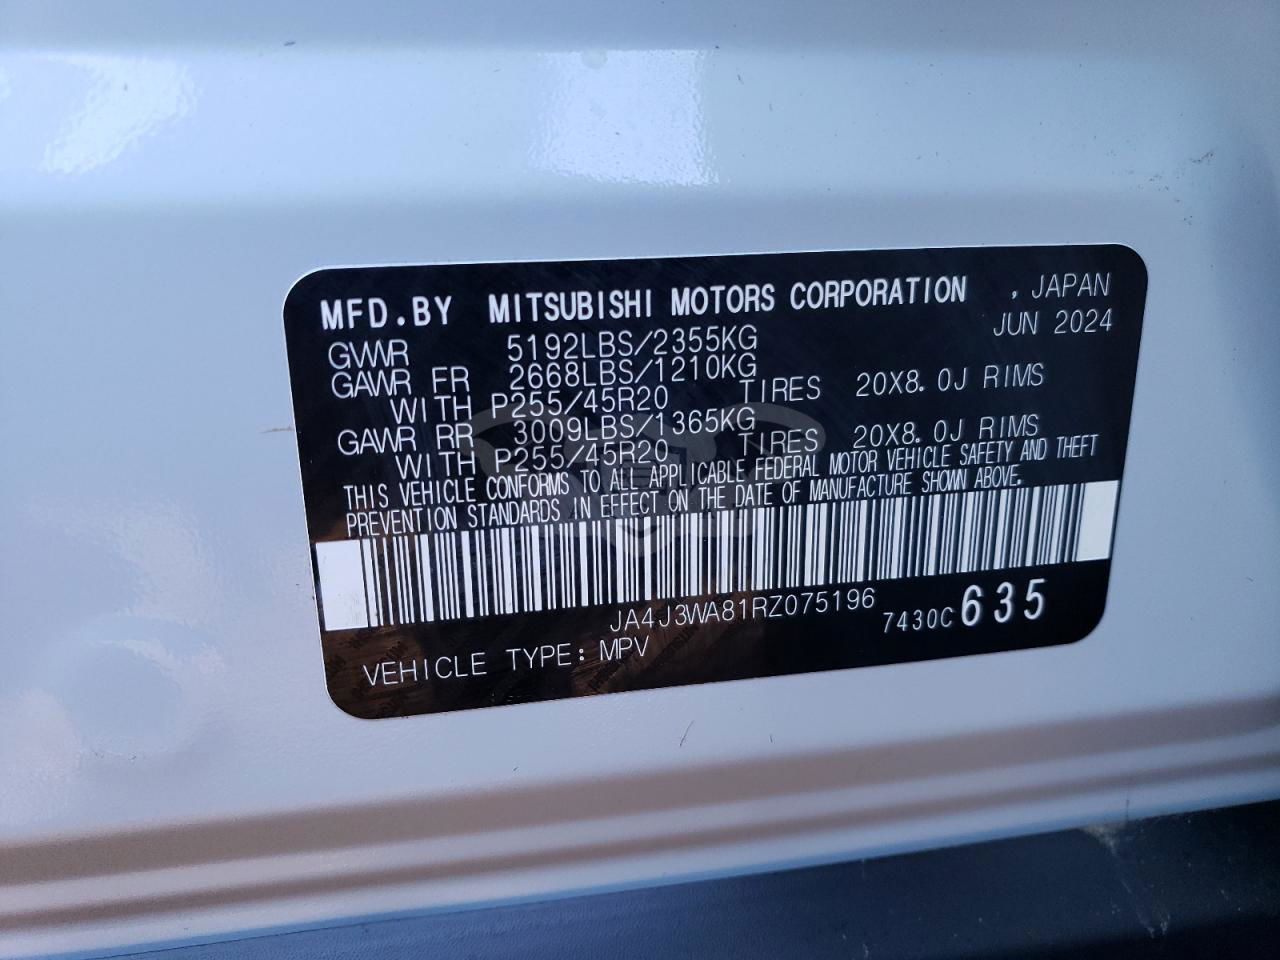 MFD.BY MITSUBISHI MOTORS CORPORATION , JAPAN
JUN 2024
GVWR 5192LBS/2355KG
GAWR FR 2668LBS/1210KG
WITH P255/45R20 TIRES 20X8.0J RIMS
GAWR RR 3009LBS/1365KG
WITH P255/45R20 TIRES 20X8.0J RIMS
THIS VEHICLE CONFORMS TO ALL APPLICABLE FEDERAL MOTOR VEHICLE SAFETY AND THEFT
PREVENTION STANDARDS IN EFFECT ON THE DATE OF MANUFACTURE SHOWN ABOVE.
JA4J3WA81RZ075196 7430C 635
VEHICLE TYPE: MPV